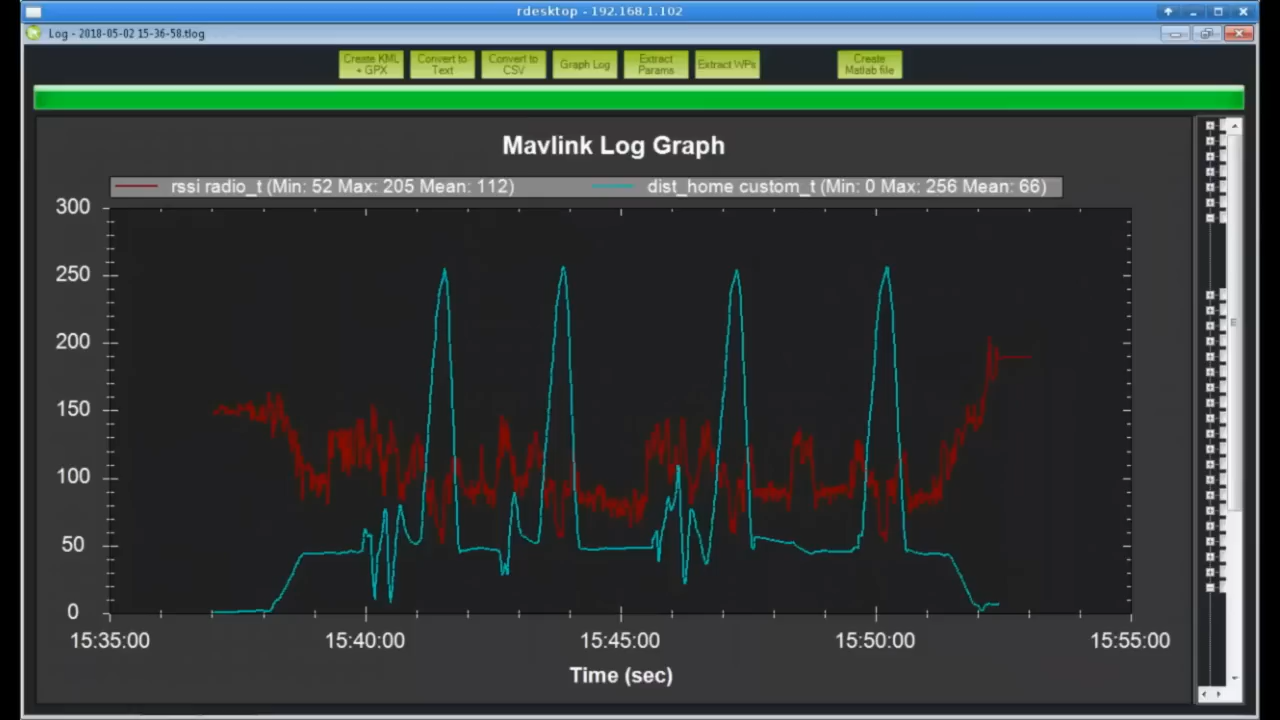 rdesktop - 192.168.1.102
Log - 2018-05-02 15-36-58.tlog
Create KML + GPX
Convert to Text
Convert to CSV
Graph Log
Extract Params
Extract WPs
Create Matlab file
Mavlink Log Graph
rssi radio_t (Min: 52 Max: 205 Mean: 112)
dist_home custom_t (Min: 0 Max: 256 Mean: 66)
300
250
200
150
100
50
0
15:35:00 15:40:00 15:45:00 15:50:00 15:55:00
Time (sec)